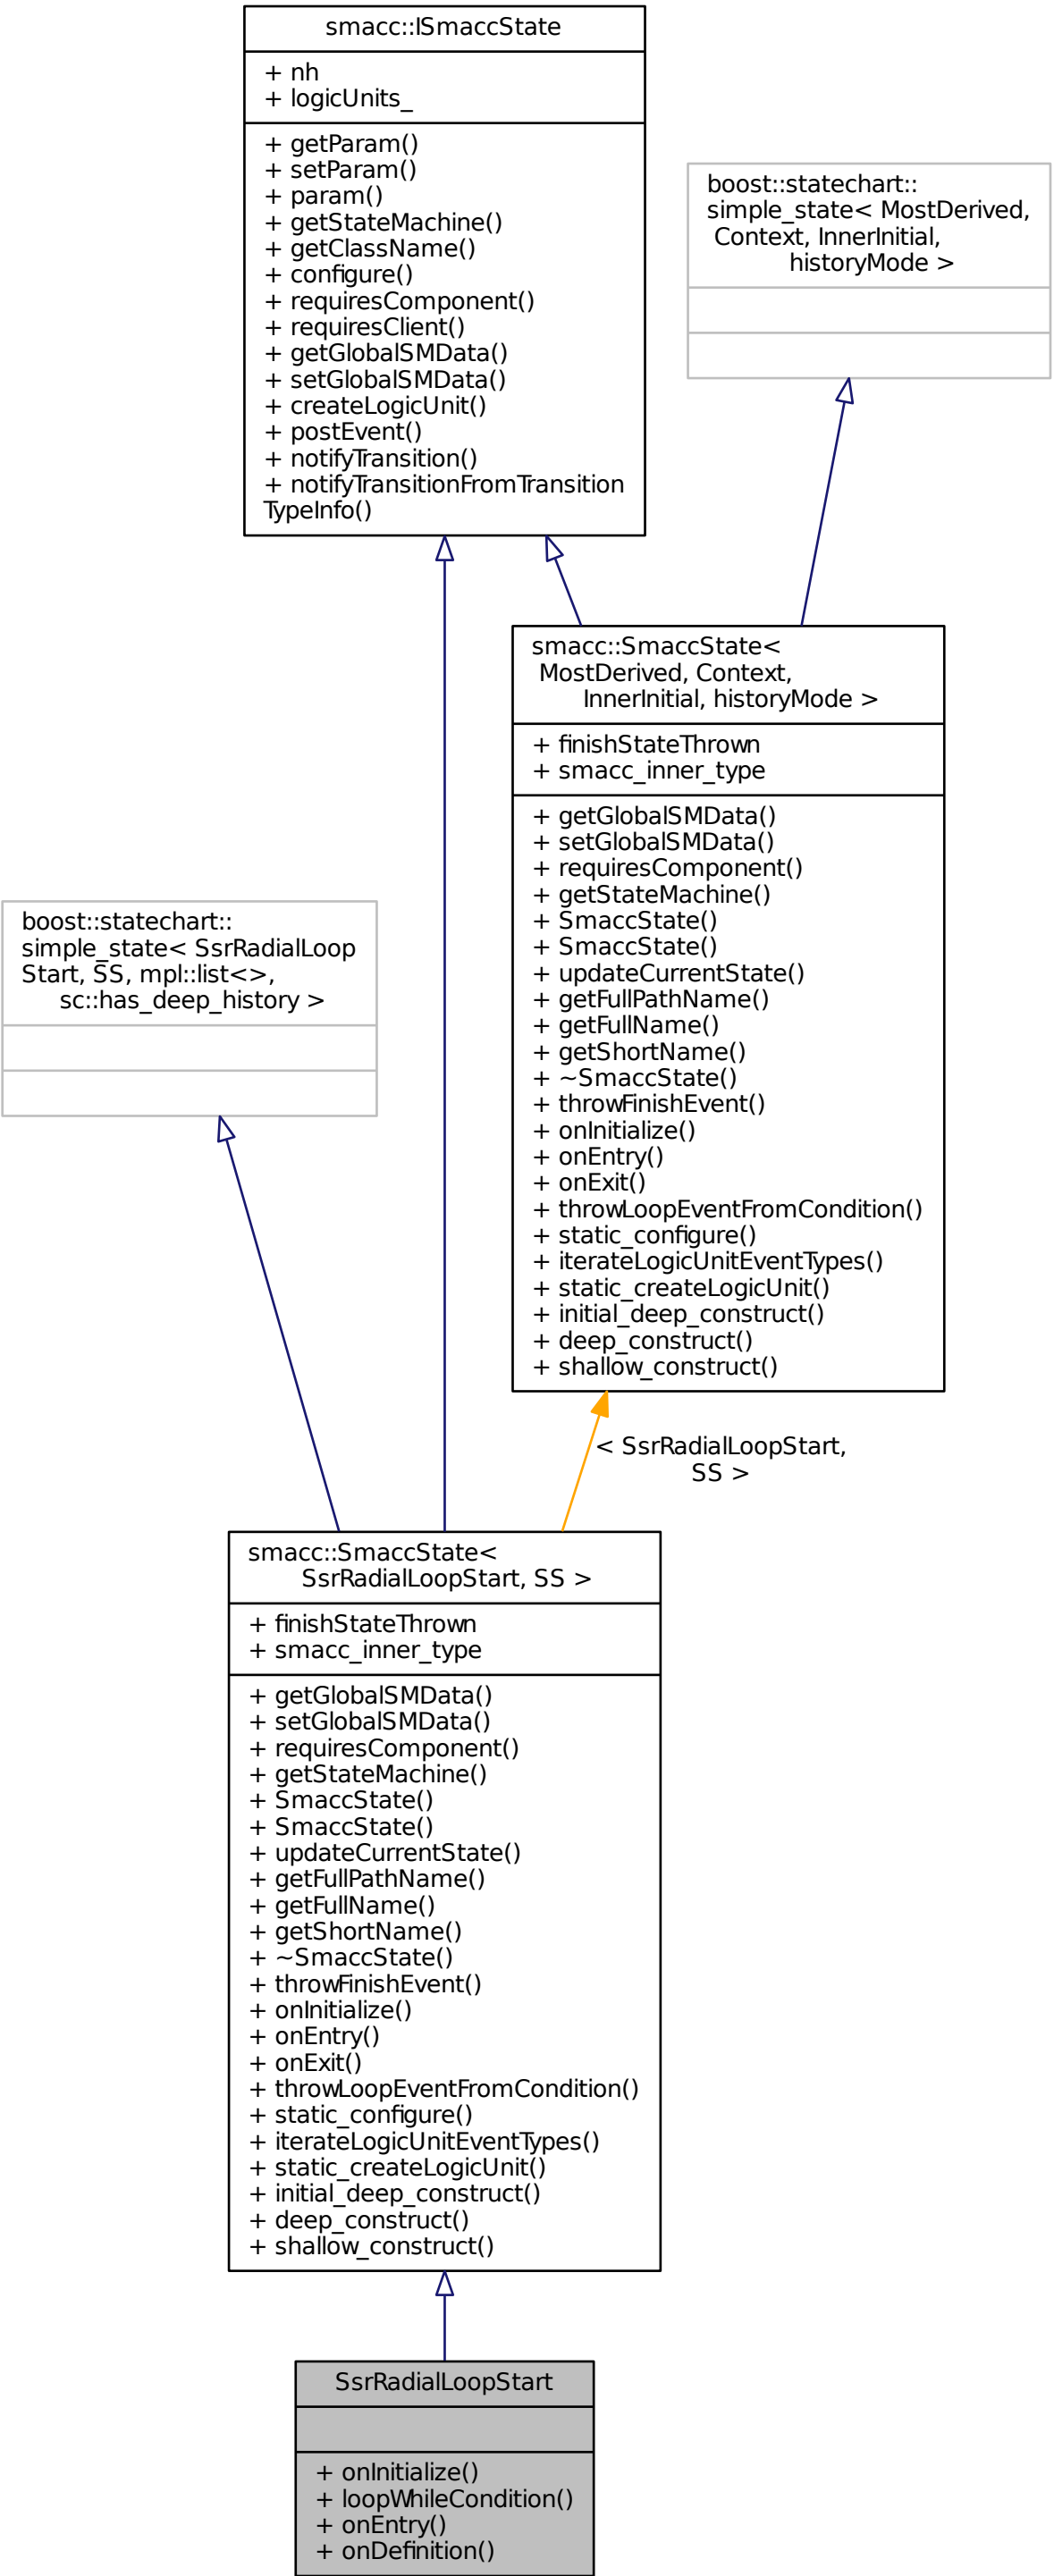 smacc::ISmaccState
+ nh
+ logicUnits_
+ getParam()
+ setParam()
+ param()
+ getStateMachine()
+ getClassName()
+ configure()
+ requiresComponent()
+ requiresClient()
+ getGlobalSMData()
+ setGlobalSMData()
+ createLogicUnit()
+ postEvent()
+ notifyTransition()
+ notifyTransitionFromTransition
TypeInfo()
boost::statechart::
simple_state< MostDerived,
Context, InnerInitial,
historyMode >
smacc::SmaccState<
MostDerived, Context,
InnerInitial, historyMode >
+ finishStateThrown
+ smacc_inner_type
+ getGlobalSMData()
+ setGlobalSMData()
+ requiresComponent()
+ getStateMachine()
+ SmaccState()
+ SmaccState()
+ updateCurrentState()
+ getFullPathName()
+ getFullName()
+ getShortName()
+ ~SmaccState()
+ throwFinishEvent()
+ onInitialize()
+ onEntry()
+ onExit()
+ throwLoopEventFromCondition()
+ static_configure()
+ iterateLogicUnitEventTypes()
+ static_createLogicUnit()
+ initial_deep_construct()
+ deep_construct()
+ shallow_construct()
boost::statechart::
simple_state< SsrRadialLoop
Start, SS, mpl::list<>,
sc::has_deep_history >
< SsrRadialLoopStart,
SS >
smacc::SmaccState<
SsrRadialLoopStart, SS >
+ finishStateThrown
+ smacc_inner_type
+ getGlobalSMData()
+ setGlobalSMData()
+ requiresComponent()
+ getStateMachine()
+ SmaccState()
+ SmaccState()
+ updateCurrentState()
+ getFullPathName()
+ getFullName()
+ getShortName()
+ ~SmaccState()
+ throwFinishEvent()
+ onInitialize()
+ onEntry()
+ onExit()
+ throwLoopEventFromCondition()
+ static_configure()
+ iterateLogicUnitEventTypes()
+ static_createLogicUnit()
+ initial_deep_construct()
+ deep_construct()
+ shallow_construct()
SsrRadialLoopStart
+ onInitialize()
+ loopWhileCondition()
+ onEntry()
+ onDefinition()